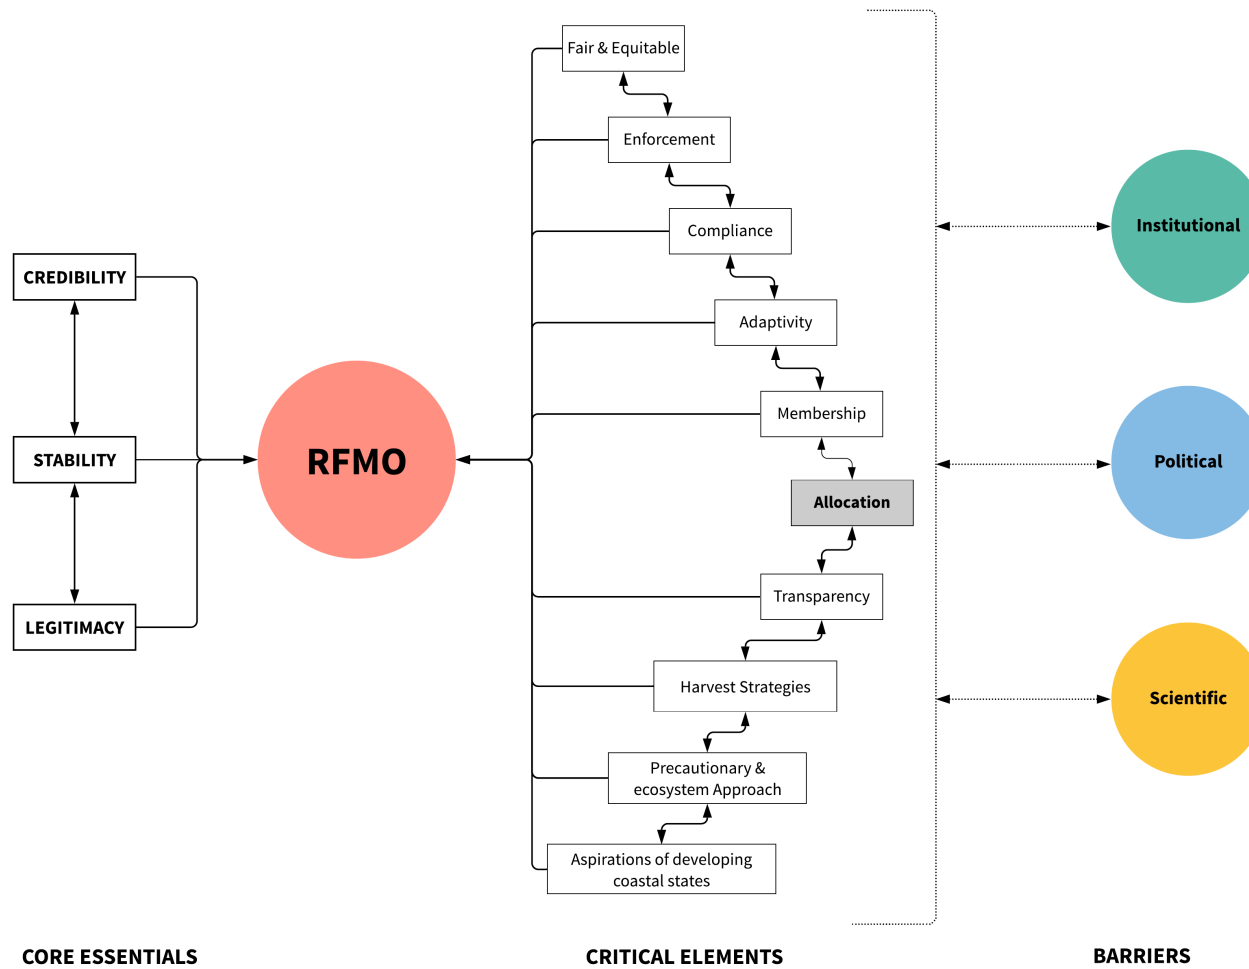 Fair & Equitable
Enforcement
Compliance
Adaptivity
Membership
Allocation
Transparency
Harvest Strategies
Precautionary &
ecosystem Approach
Aspirations of developing
coastal states
CREDIBILITY
STABILITY
LEGITIMACY
RFMO
Institutional
Political
Scientific
CORE ESSENTIALS
CRITICAL ELEMENTS
BARRIERS